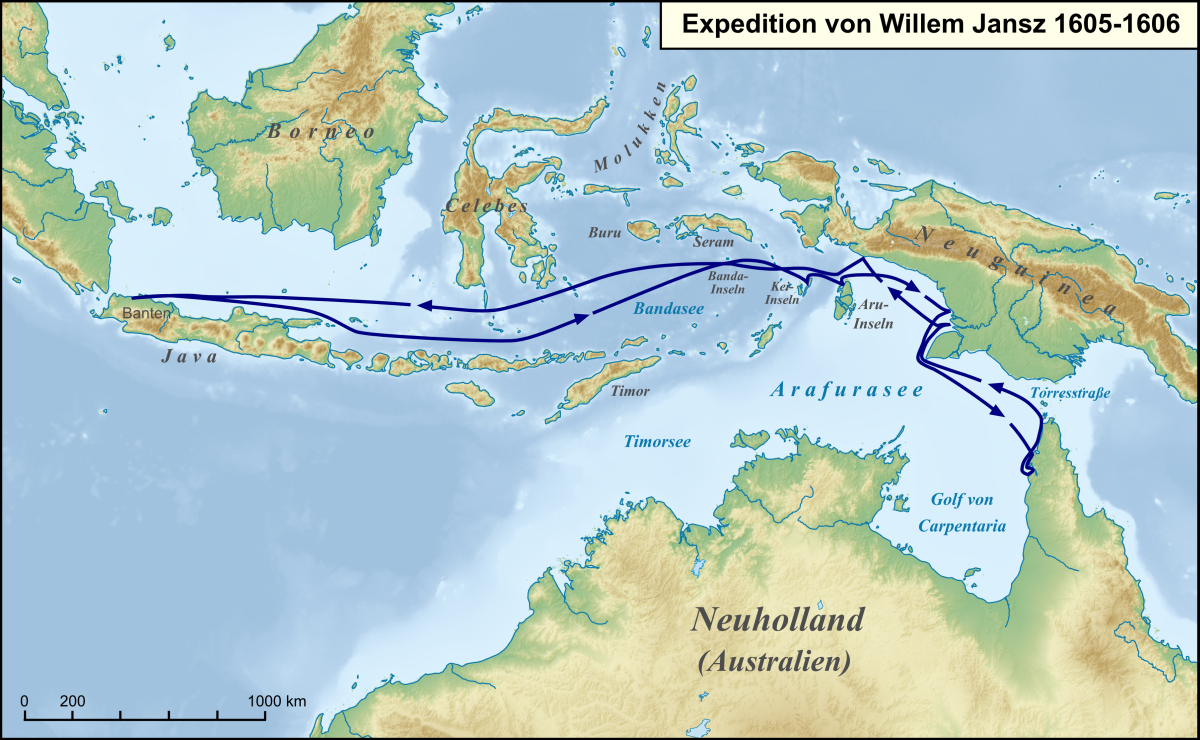 Expedition von Willem Jansz 1605-1606
Borneo
Molukken
Celebes
Buru
Seram
Neuguinea
Banda-
Inseln
Kei-
Inseln
Aru-
Inseln
Bandasee
Banten
Java
Timor
Arafurasee
Torresstraße
Timorsee
Golf von
Carpentaria
Neuholland
(Australien)
0 200 1000 km